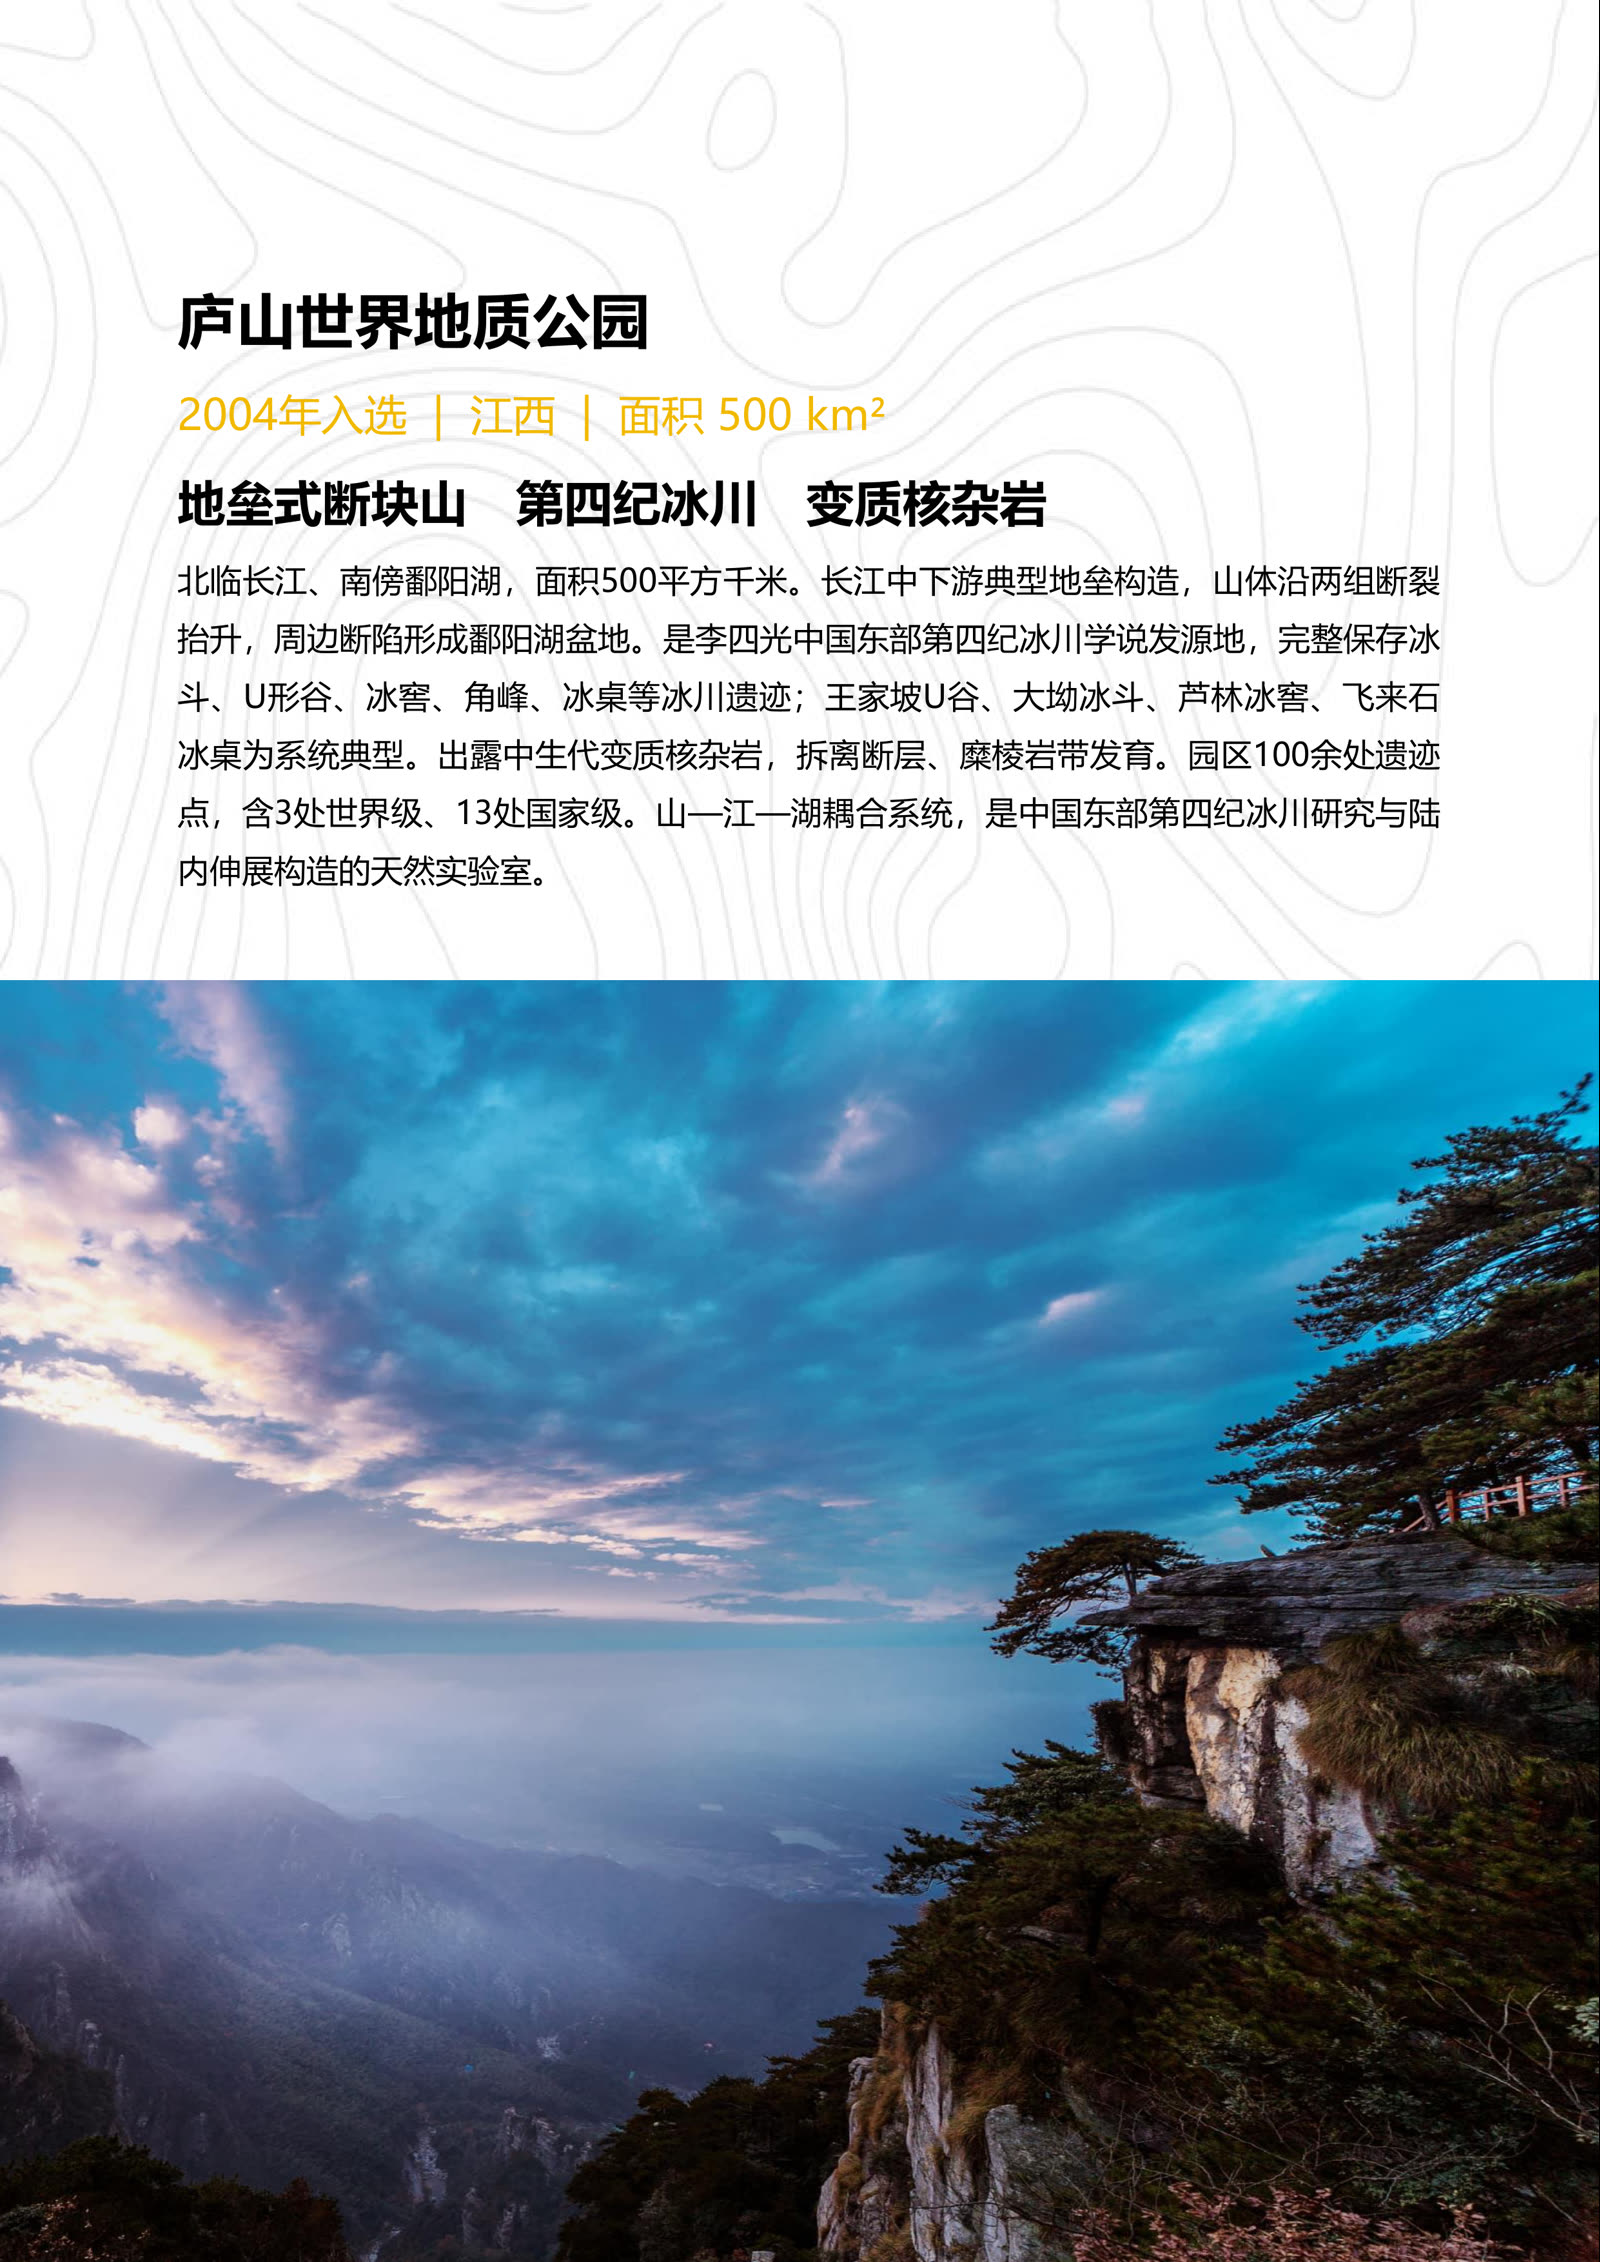 庐山世界地质公园
2004年入选 | 江西 | 面积 500 km²
地垒式断块山 第四纪冰川 变质核杂岩
北临长江、南傍鄱阳湖，面积500平方千米。长江中下游典型地垒构造，山体沿两组断裂
抬升，周边断陷形成鄱阳湖盆地。是李四光中国东部第四纪冰川学说发源地，完整保存冰
斗、U形谷、冰窖、角峰、冰桌等冰川遗迹；王家坡U谷、大坳冰斗、芦林冰窖、飞来石
冰桌为系统典型。出露中生代变质核杂岩，拆离断层、糜棱岩带发育。园区100余处遗迹
点，含3处世界级、13处国家级。山—江—湖耦合系统，是中国东部第四纪冰川研究与陆
内伸展构造的天然实验室。